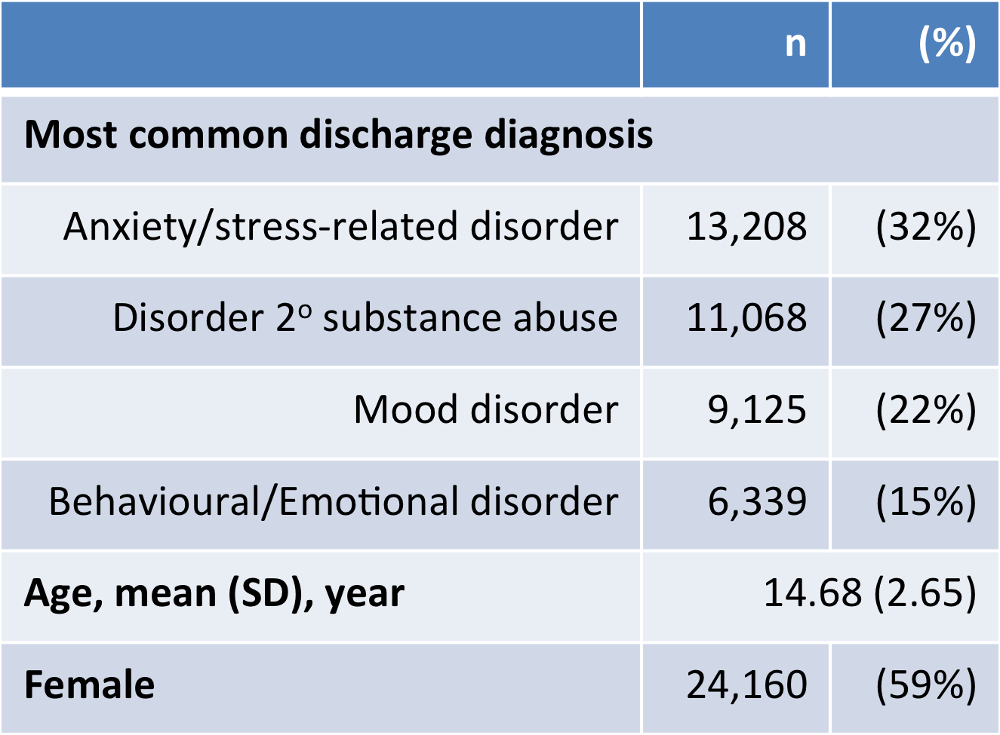 n (%)
Most common discharge diagnosis
Anxiety/stress-related disorder 13,208 (32%)
Disorder 2º substance abuse 11,068 (27%)
Mood disorder 9,125 (22%)
Behavioural/Emotional disorder 6,339 (15%)
Age, mean (SD), year 14.68 (2.65)
Female 24,160 (59%)